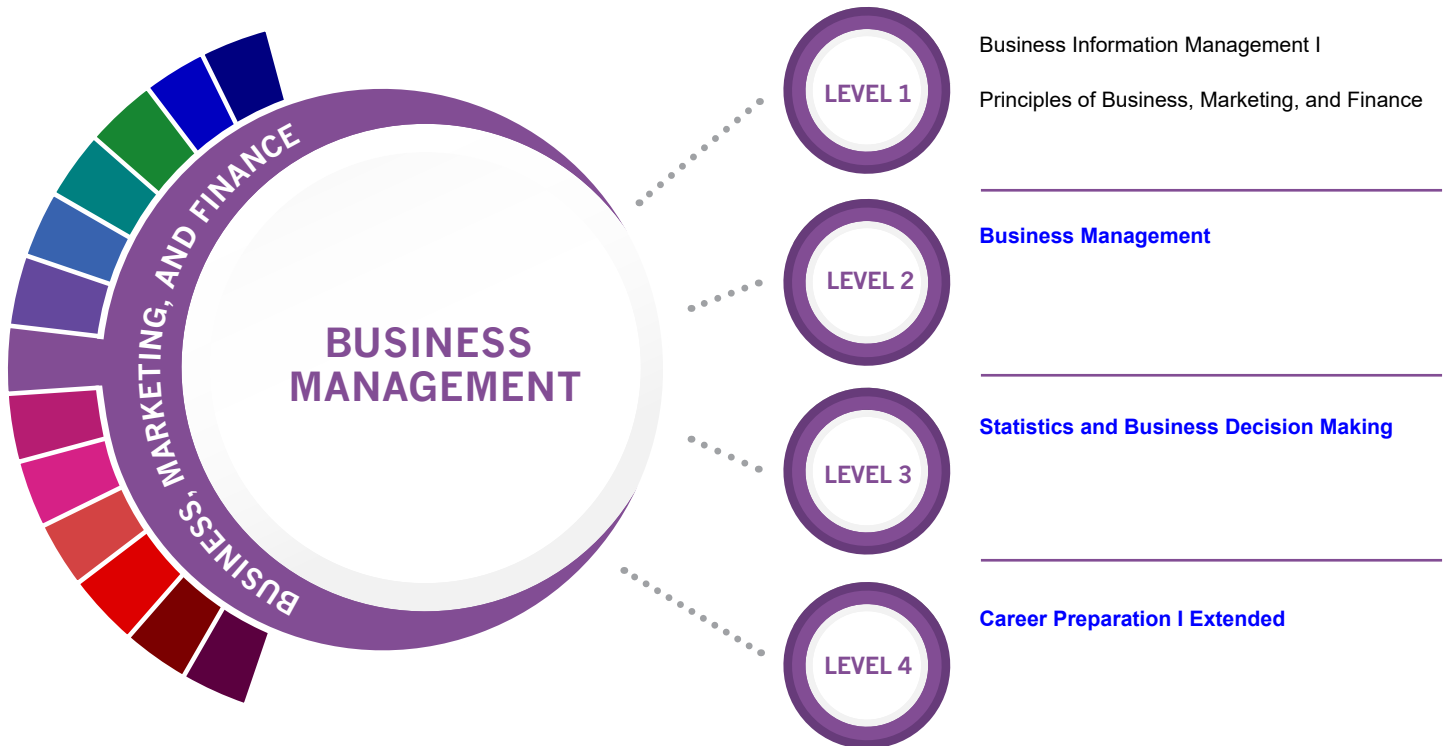 BUSINESS, MARKETING, AND FINANCE
BUSINESS
MANAGEMENT
LEVEL 1
Business Information Management I
Principles of Business, Marketing, and Finance
LEVEL 2
Business Management
LEVEL 3
Statistics and Business Decision Making
LEVEL 4
Career Preparation I Extended